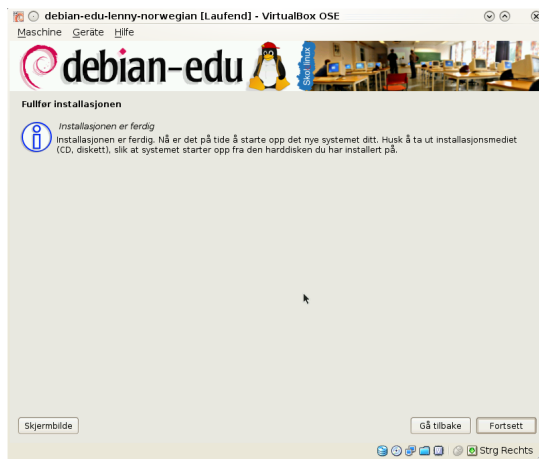 debian-edu-lenny-norwegian [Laufend] - VirtualBox OSE
Maschine Geräte Hilfe
debian-edu
Skolelinux
Fullfør installasjonen
Installasjonen er ferdig
Installasjonen er ferdig. Nå er det på tide å starte opp det nye systemet ditt. Husk å ta ut installasjonsmediet
(CD, diskett), slik at systemet starter opp fra den harddisken du har installert på.
Skjermbilde
Gå tilbake
Fortsett
Strg Rechts